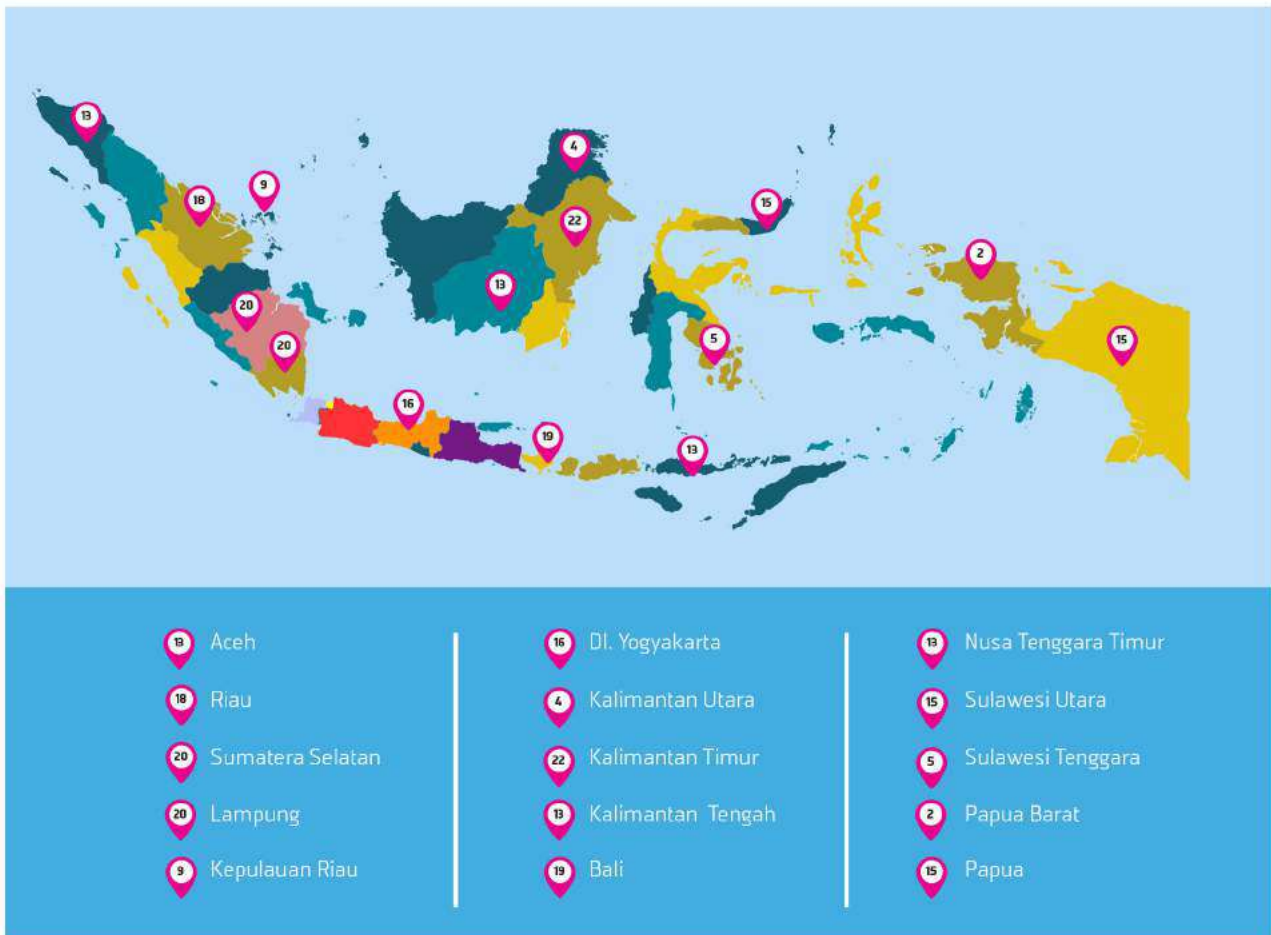 13
4
9
18
15
22
2
13
20
5
15
20
16
19
13
13 Aceh
18 Riau
20 Sumatera Selatan
20 Lampung
9 Kepulauan Riau
16 DI. Yogyakarta
4 Kalimantan Utara
22 Kalimantan Timur
13 Kalimantan Tengah
19 Bali
13 Nusa Tenggara Timur
15 Sulawesi Utara
5 Sulawesi Tenggara
2 Papua Barat
15 Papua